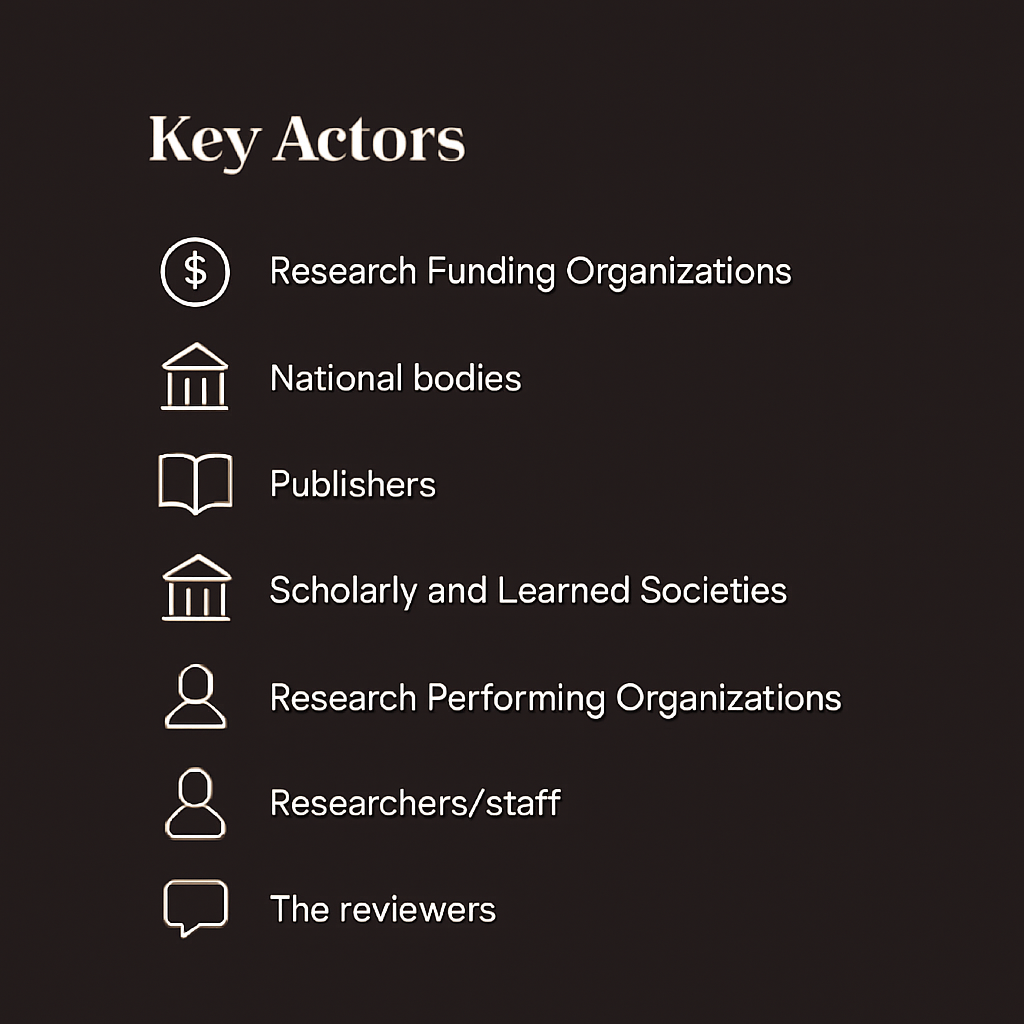 Key Actors
$
Research Funding Organizations
National bodies
Publishers
Scholarly and Learned Societies
Research Performing Organizations
Researchers/staff
The reviewers